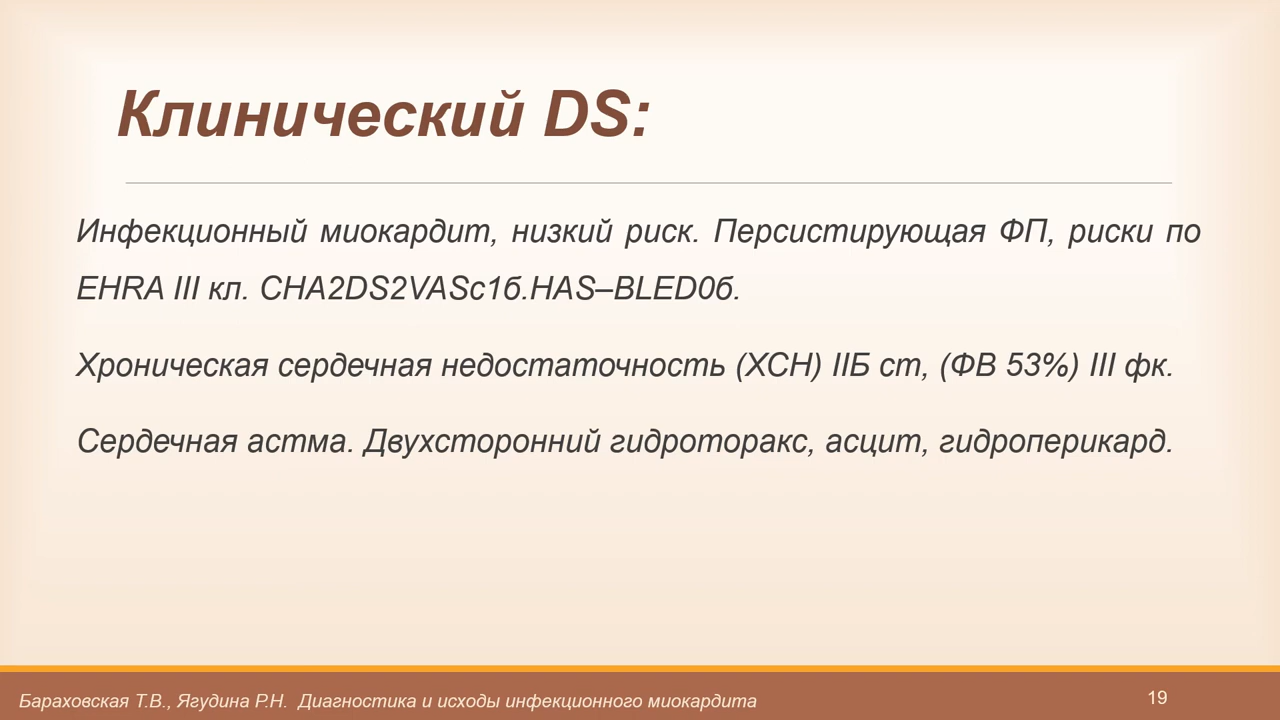 Клинический DS:
Инфекционный миокардит, низкий риск. Персистирующая ФП, риски по
EHRA III кл. CHA2DS2VASc1б.HAS–BLED0б.
Хроническая сердечная недостаточность (ХСН) IIБ ст, (ФВ 53%) III фк.
Сердечная астма. Двухсторонний гидроторакс, асцит, гидроперикард.
Бараховская Т.В., Ягудина Р.Н. Диагностика и исходы инфекционного миокардита
19